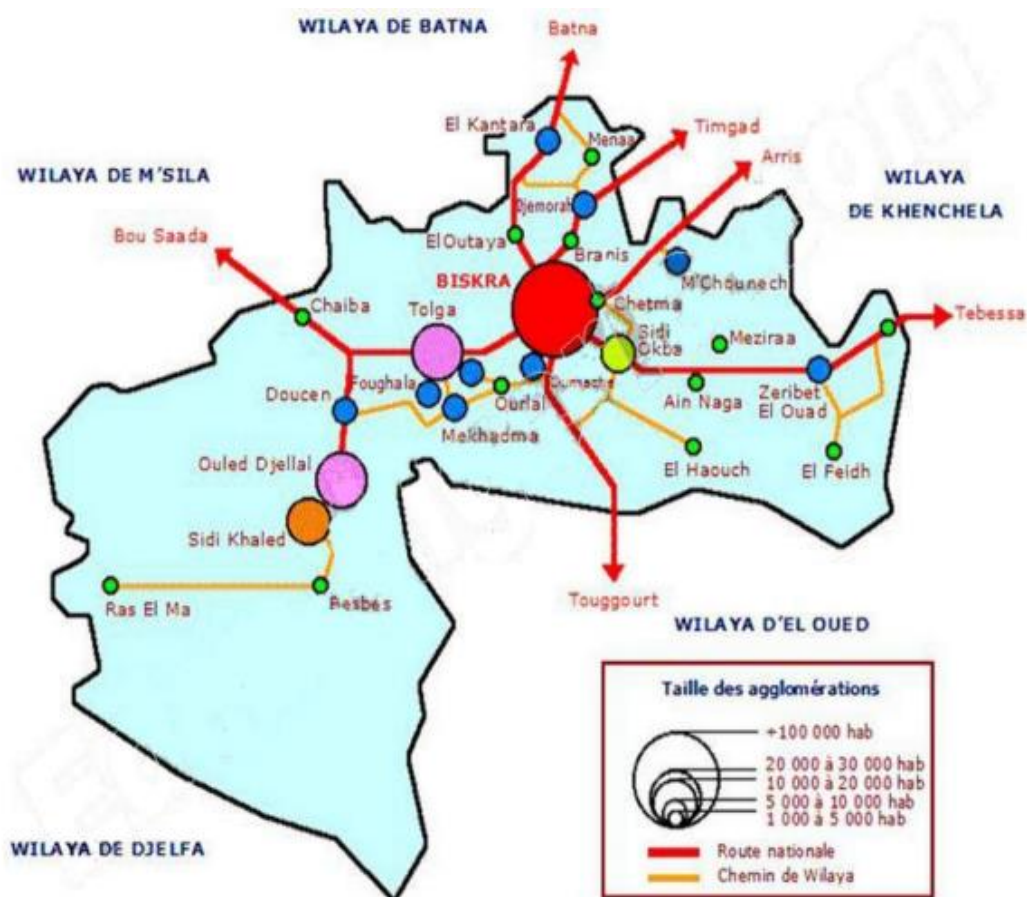 WILAYA DE BATNA
Batna
El Kantara
Menaa
Timgad
Arris
WILAYA DE M'SILA
WILAYA
DE KHENCHELA
Djemorah
Bou Saada
El Outaya
Branis
BISKRA
M'Chounech
Chaiba
Tolga
Chetma
Tebessa
Sidi
Okba
Meziraa
Doucen
Foughala
Oumache
Ourlal
Ain Naga
Zeribet
El Ouad
Mekhadma
Ouled Djellal
El Haouch
El Feidh
Sidi Khaled
Ras El Ma
Besbes
Touggourt
WILAYA D'EL OUED
Taille des agglomérations
+100 000 hab
20 000 à 30 000 hab
10 000 à 20 000 hab
5 000 à 10 000 hab
1 000 à 5 000 hab
Route nationale
Chemin de Wilaya
WILAYA DE DJELFA